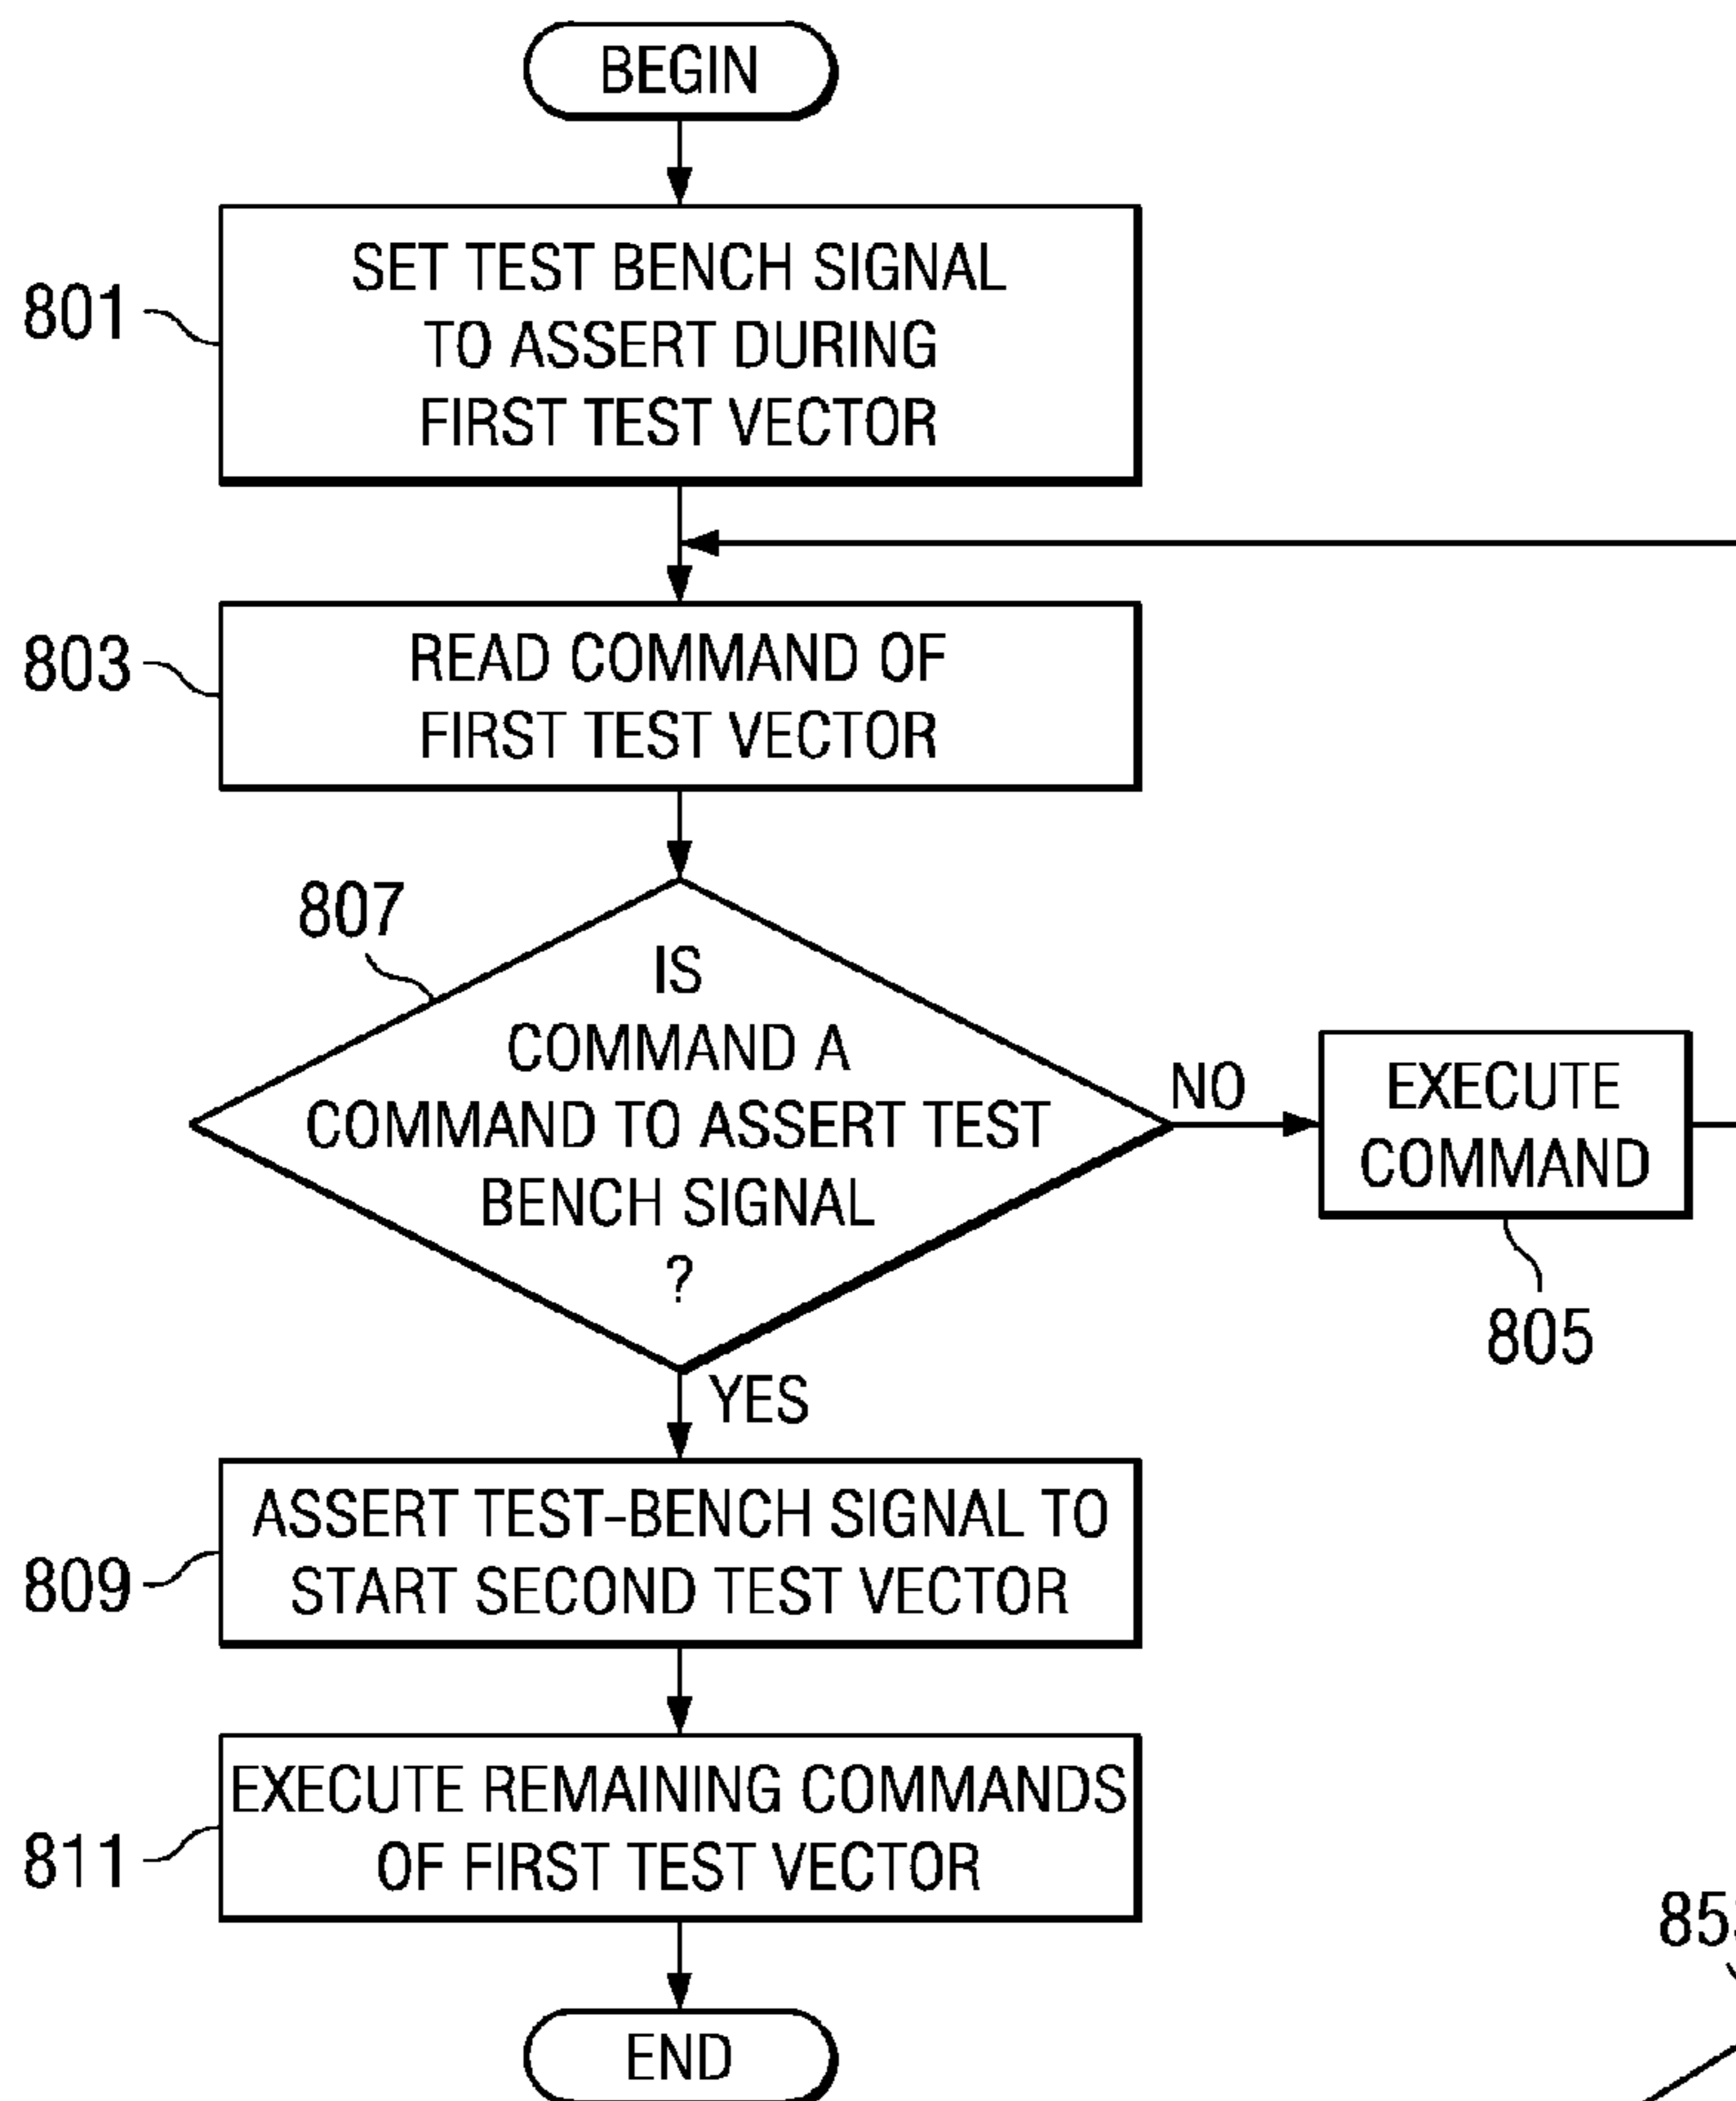 BEGIN
801
SET TEST BENCH SIGNAL
TO ASSERT DURING
FIRST TEST VECTOR
803
READ COMMAND OF
FIRST TEST VECTOR
807
IS
COMMAND A
COMMAND TO ASSERT TEST
BENCH SIGNAL
?
NO
EXECUTE
COMMAND
805
YES
809
ASSERT TEST-BENCH SIGNAL TO
START SECOND TEST VECTOR
811
EXECUTE REMAINING COMMANDS
OF FIRST TEST VECTOR
END